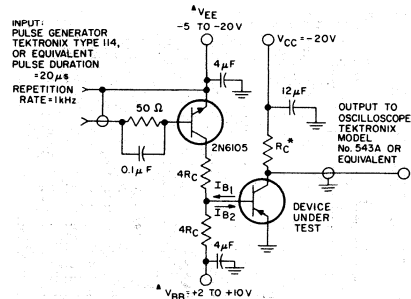 INPUT:
PULSE GENERATOR
TEKTRONIX TYPE 114,
OR EQUIVALENT
PULSE DURATION
=20μs
REPETITION
RATE=1kHz
▲VEE
-5 TO -20V
VCC=-20V
4μF
12μF
50 Ω
0.1μF
2N6105
OUTPUT TO
OSCILLOSCOPE
TEKTRONIX
MODEL
No. 543A OR
EQUIVALENT
RC*
4RC
IB1
IB2
DEVICE
UNDER
TEST
4RC
4μF
▲VBB=+2 TO +10V